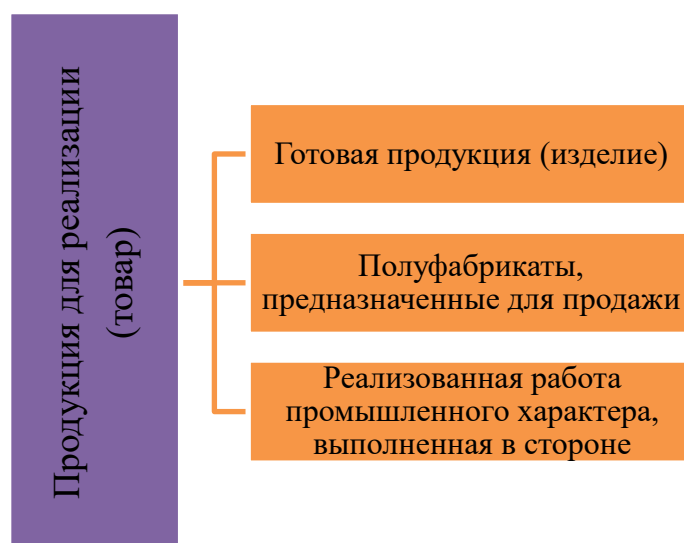 Продукция для реализации
(товар)
Готовая продукция (изделие)
Полуфабрикаты,
предназначенные для продажи
Реализованная работа
промышленного характера,
выполненная в стороне